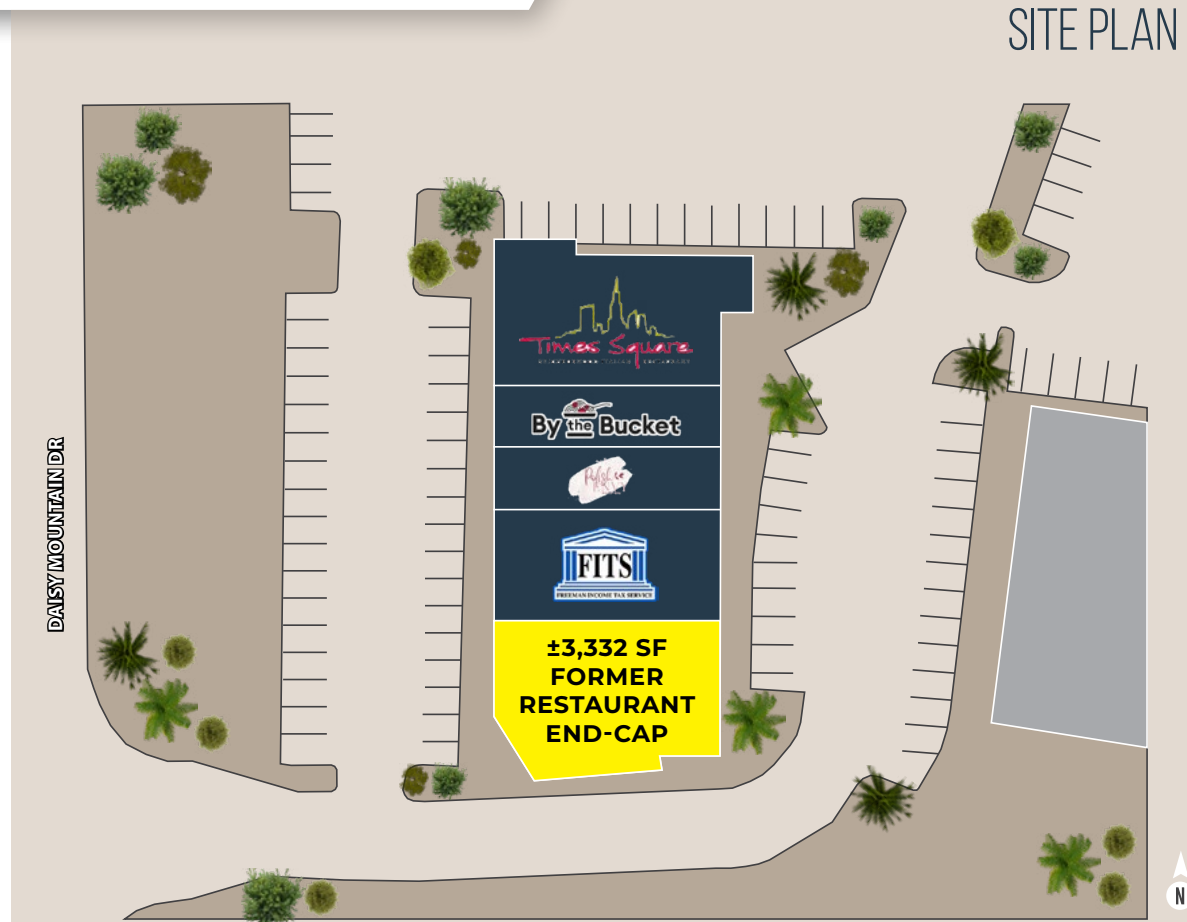 SITE PLAN
DAISY MOUNTAIN DR
Times Square
By the Bucket
FITS
FREEMAN INCOME TAX SERVICE
±3,332 SF
FORMER
RESTAURANT
END-CAP
N